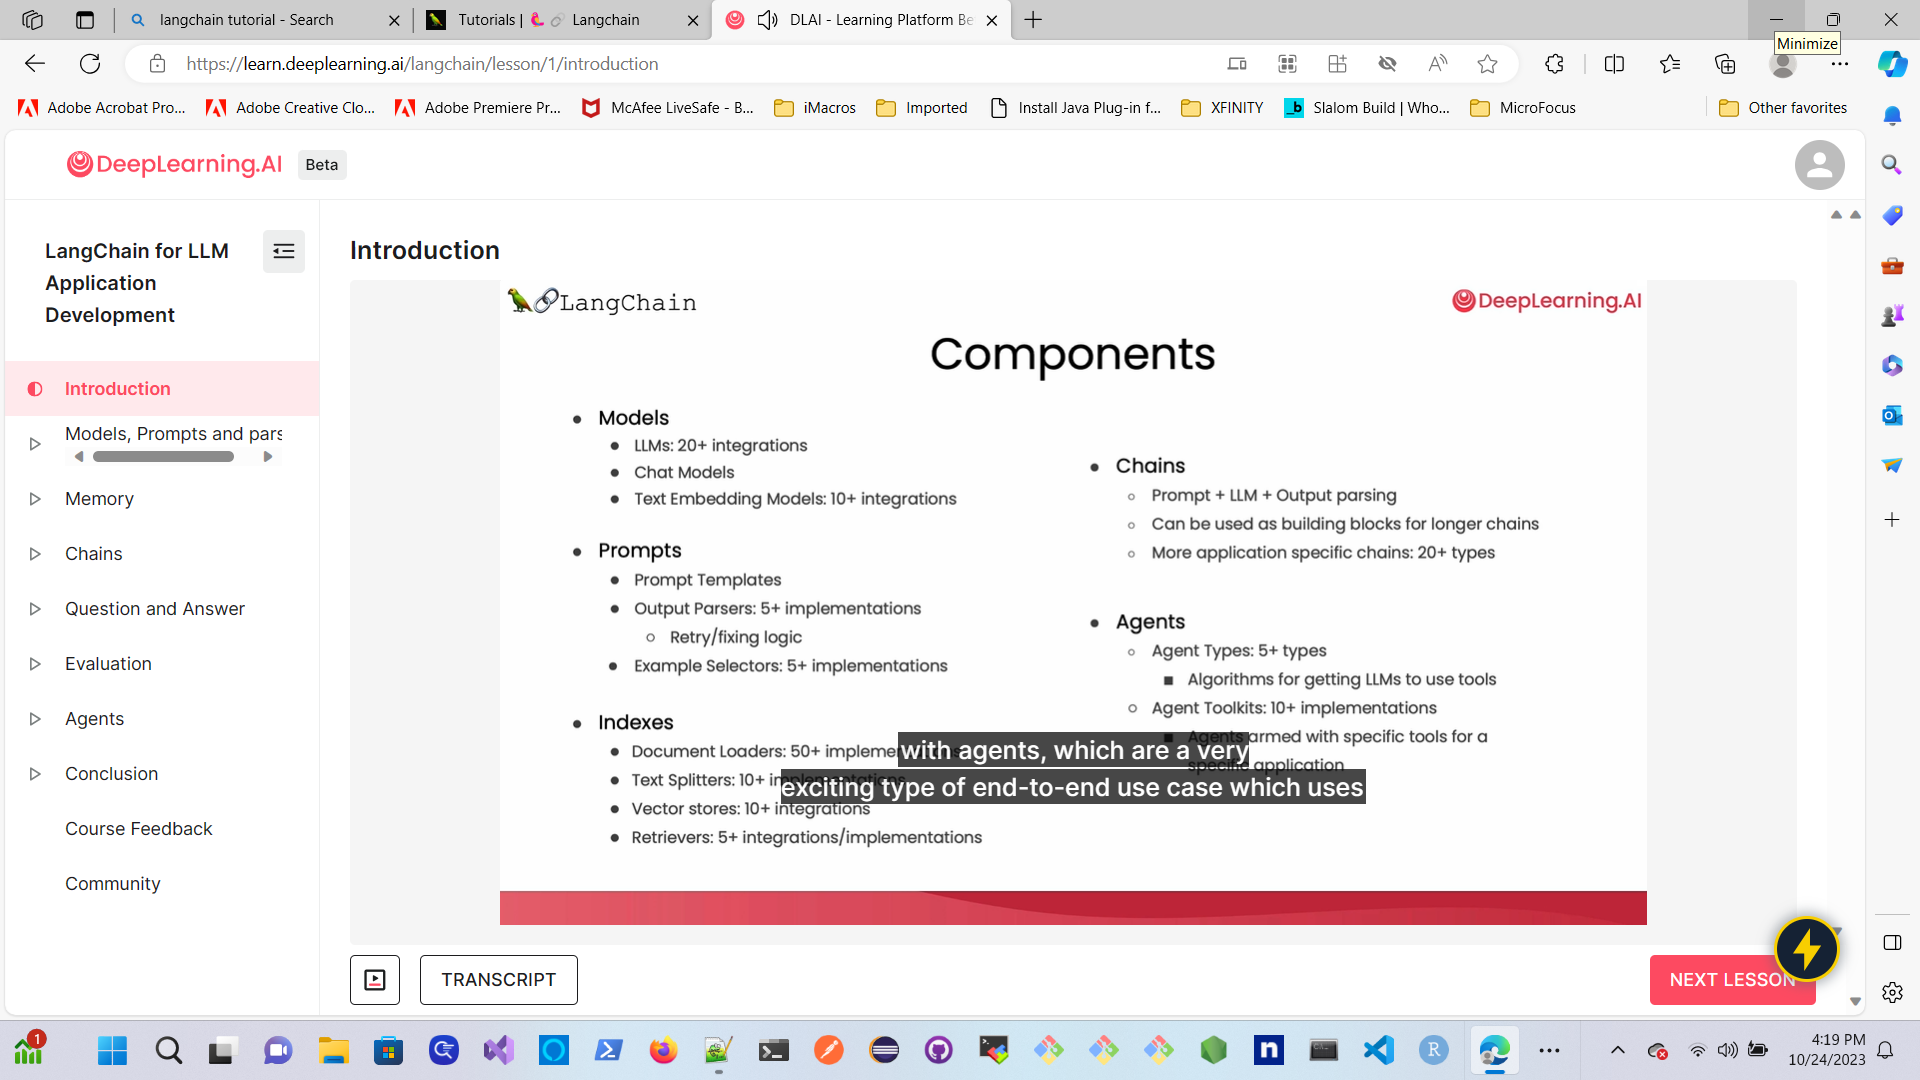 langchain tutorial - Search
Tutorials | Langchain
DLAI - Learning Platform Be
Minimize
https://learn.deeplearning.ai/langchain/lesson/1/introduction
Adobe Acrobat Pro...
Adobe Creative Clo...
Adobe Premiere Pr...
McAfee LiveSafe - B...
iMacros
Imported
Install Java Plug-in f...
XFINITY
Slalom Build | Who...
MicroFocus
Other favorites
DeepLearning.AI
Beta
LangChain for LLM
Application
Development
Introduction
Models, Prompts and pars
Memory
Chains
Question and Answer
Evaluation
Agents
Conclusion
Course Feedback
Community
Introduction
LangChain
DeepLearning.AI
Components
Models
LLMs: 20+ integrations
Chat Models
Text Embedding Models: 10+ integrations
Prompts
Prompt Templates
Output Parsers: 5+ implementations
Retry/fixing logic
Example Selectors: 5+ implementations
Indexes
Document Loaders: 50+ implemen
Text Splitters: 10+ implementations
Vector stores: 10+ integrations
Retrievers: 5+ integrations/implementations
Chains
Prompt + LLM + Output parsing
Can be used as building blocks for longer chains
More application specific chains: 20+ types
Agents
Agent Types: 5+ types
Algorithms for getting LLMs to use tools
Agent Toolkits: 10+ implementations
Agents armed with specific tools for a
specific application
with agents, which are a very
exciting type of end-to-end use case which uses
TRANSCRIPT
NEXT LESSON
1
4:19 PM
10/24/2023